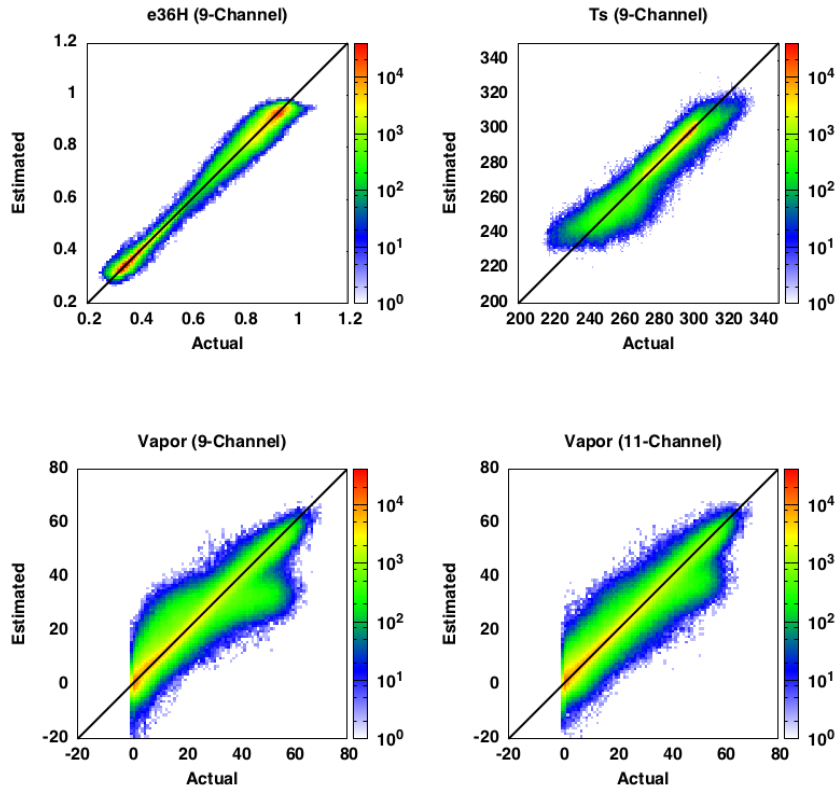 e36H (9-Channel)
Ts (9-Channel)
1.2
1
0.8
0.6
0.4
0.2
Estimated
0.2 0.4 0.6 0.8 1 1.2
Actual
10^4
10^3
10^2
10^1
10^0
340
320
300
280
260
240
220
200
Estimated
200 220 240 260 280 300 320 340
Actual
10^4
10^3
10^2
10^1
10^0
Vapor (9-Channel)
Vapor (11-Channel)
80
60
40
20
0
-20
Estimated
-20 0 20 40 60 80
Actual
10^4
10^3
10^2
10^1
10^0
80
60
40
20
0
-20
Estimated
-20 0 20 40 60 80
Actual
10^4
10^3
10^2
10^1
10^0